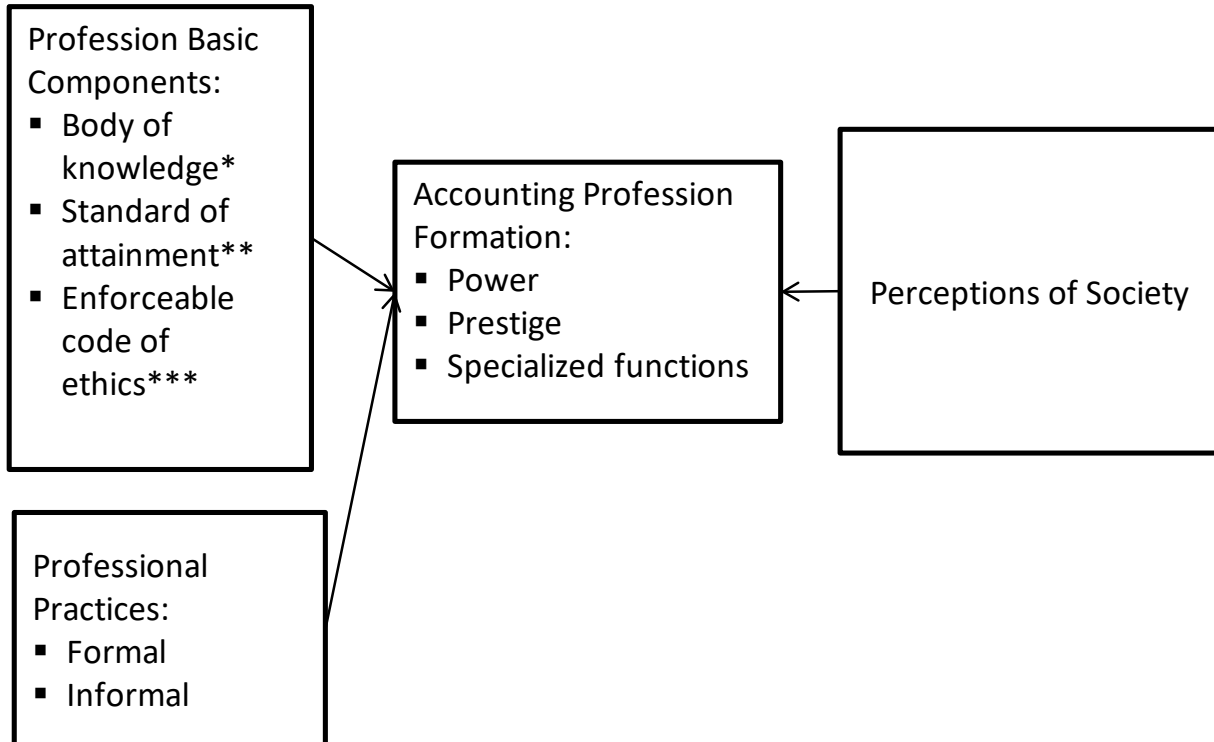 Profession Basic
Components:
▪ Body of
knowledge*
▪ Standard of
attainment**
▪ Enforceable
code of
ethics***
Accounting Profession
Formation:
▪ Power
▪ Prestige
▪ Specialized functions
Perceptions of Society
Professional
Practices:
▪ Formal
▪ Informal